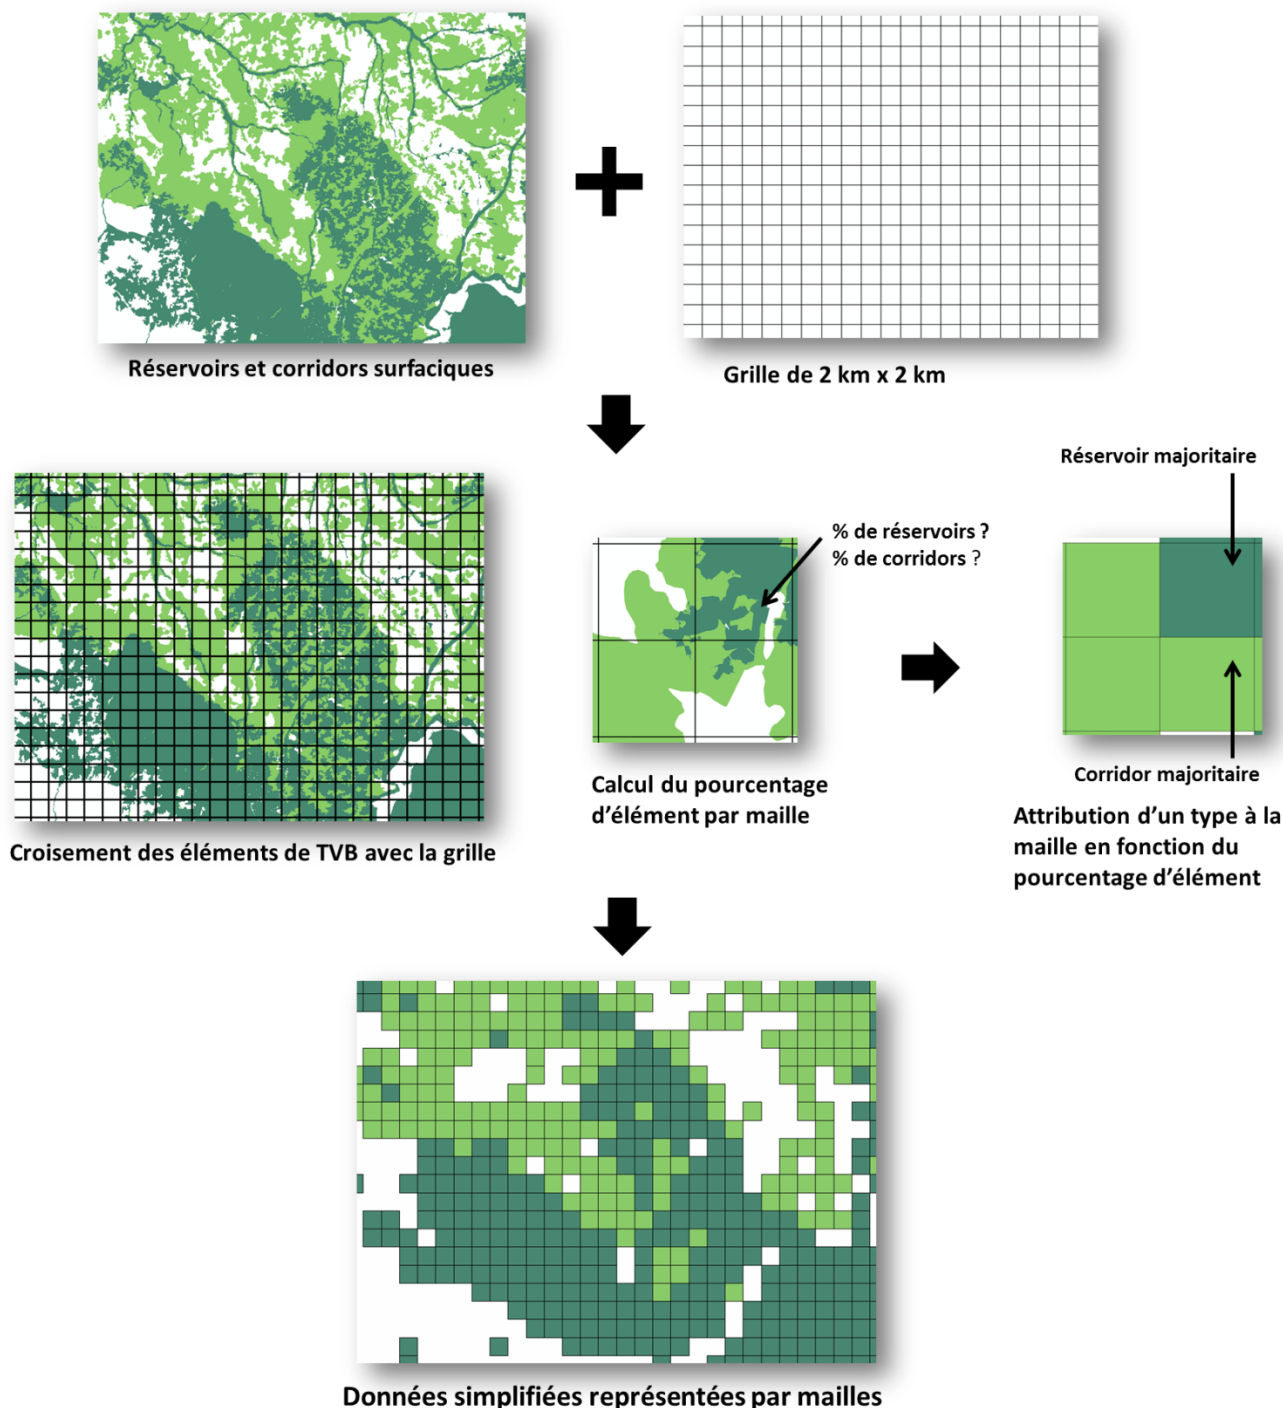 Réservoirs et corridors surfaciques
Grille de 2 km x 2 km
Réservoir majoritaire
% de réservoirs ?
% de corridors ?
Corridor majoritaire
Calcul du pourcentage
d’élément par maille
Attribution d’un type à la
maille en fonction du
pourcentage d’élément
Croisement des éléments de TVB avec la grille
Données simplifiées représentées par mailles